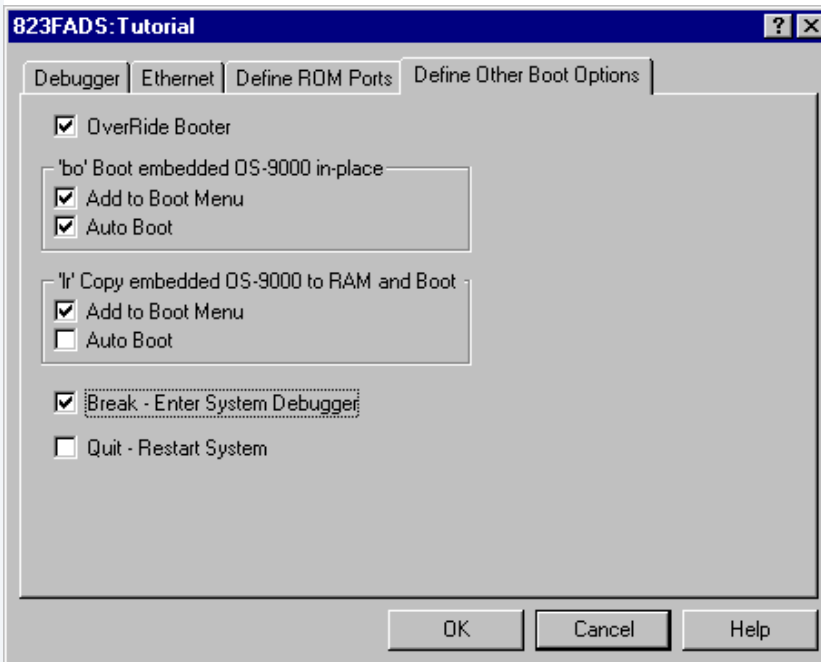 823FADS:Tutorial
Debugger Ethernet Define ROM Ports Define Other Boot Options
OverRide Booter
'bo' Boot embedded OS-9000 in-place
Add to Boot Menu
Auto Boot
'lr' Copy embedded OS-9000 to RAM and Boot
Add to Boot Menu
Auto Boot
Break - Enter System Debugger
Quit - Restart System
OK Cancel Help